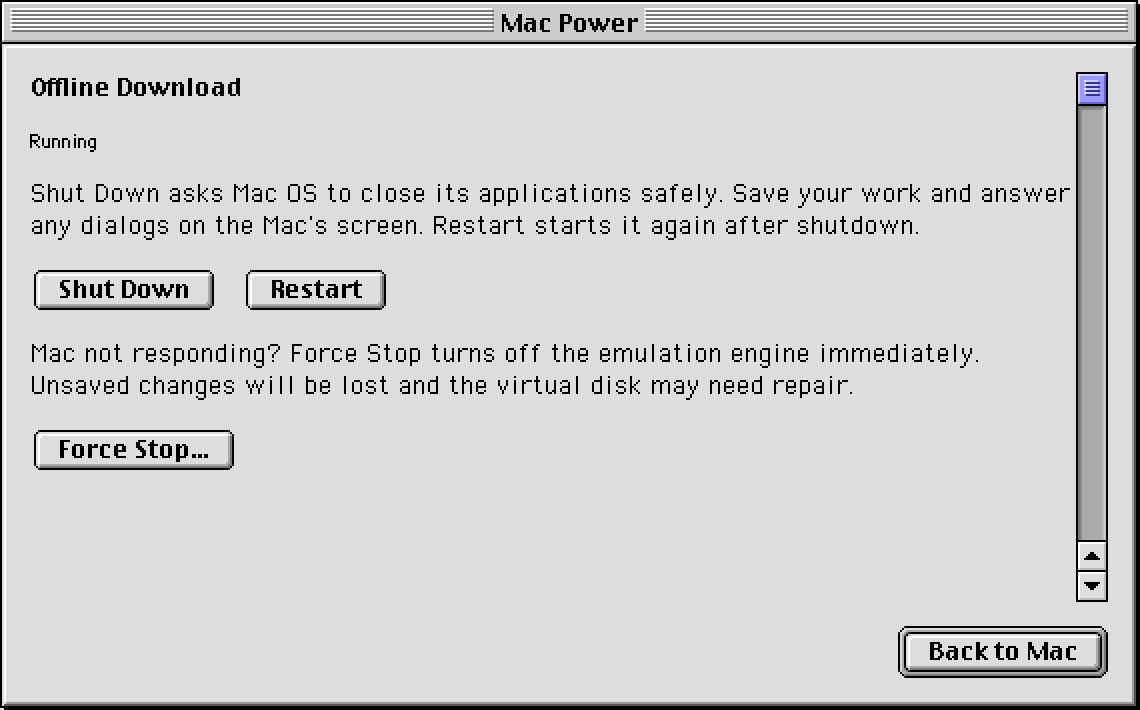 Mac Power
Offline Download
Running
Shut Down asks Mac OS to close its applications safely. Save your work and answer
any dialogs on the Mac's screen. Restart starts it again after shutdown.
Shut Down
Restart
Mac not responding? Force Stop turns off the emulation engine immediately.
Unsaved changes will be lost and the virtual disk may need repair.
Force Stop...
Back to Mac